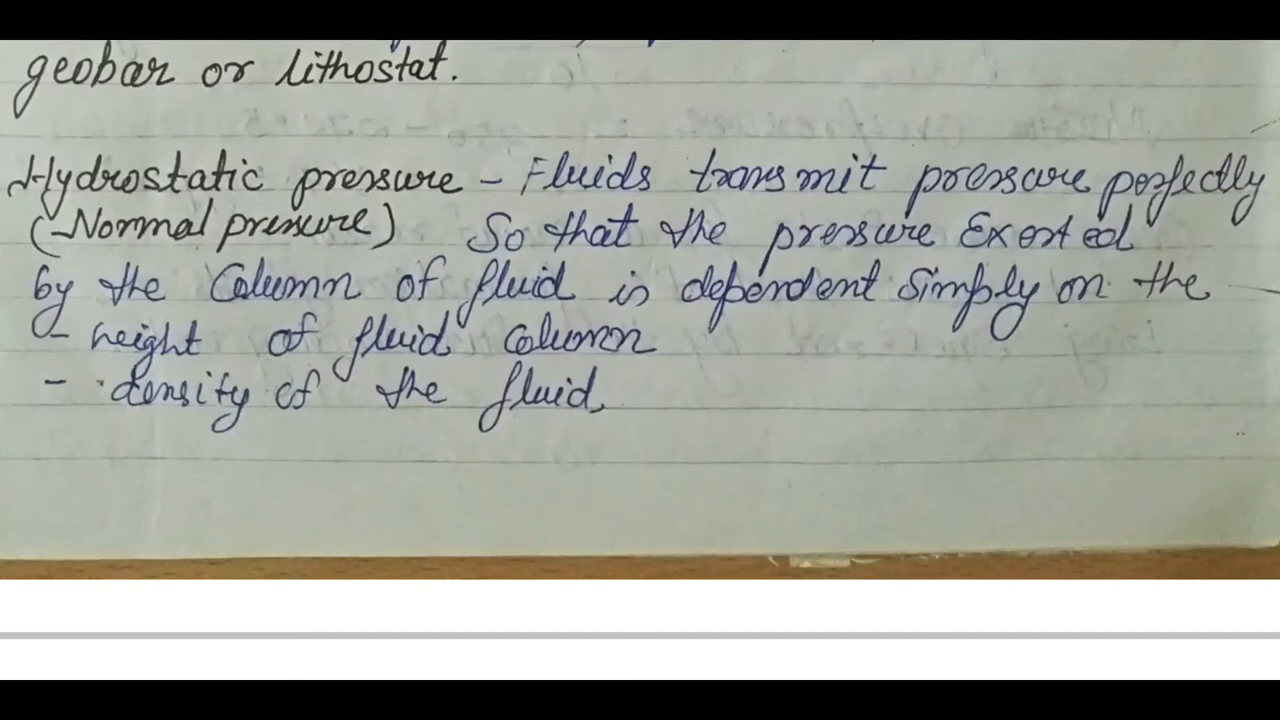 geobar or lithostat.
Hydrostatic pressure - Fluids transmit pressure perfectly
(Normal pressure) So that the pressure Exerted
by the Column of fluid is dependent Simply on the
- height of fluid column
- density of the fluid.